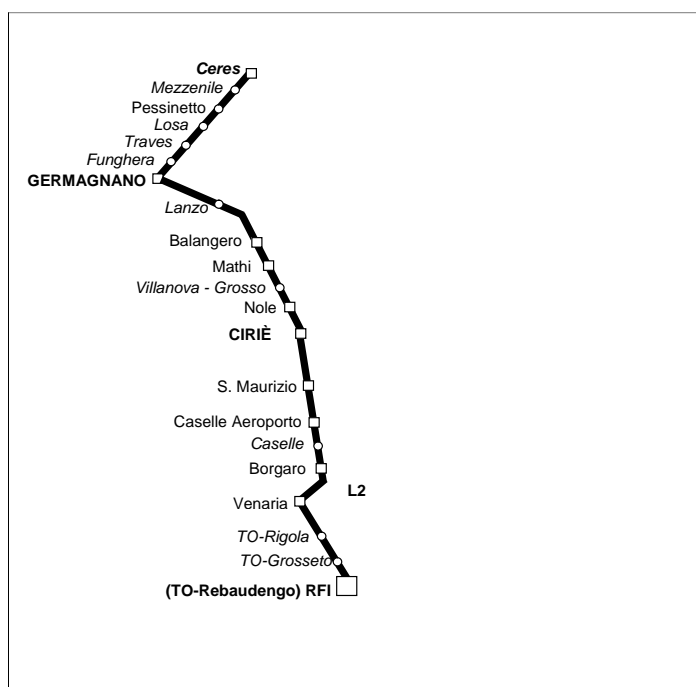 Ceres
Mezzenile
Pessinetto
Losa
Traves
Funghera
GERMAGNANO
Lanzo
Balangero
Mathi
Villanova - Grosso
Nole
CIRIÈ
S. Maurizio
Caselle Aeroporto
Caselle
Borgaro
L2
Venaria
TO-Rigola
TO-Grosseto
(TO-Rebaudengo) RFI